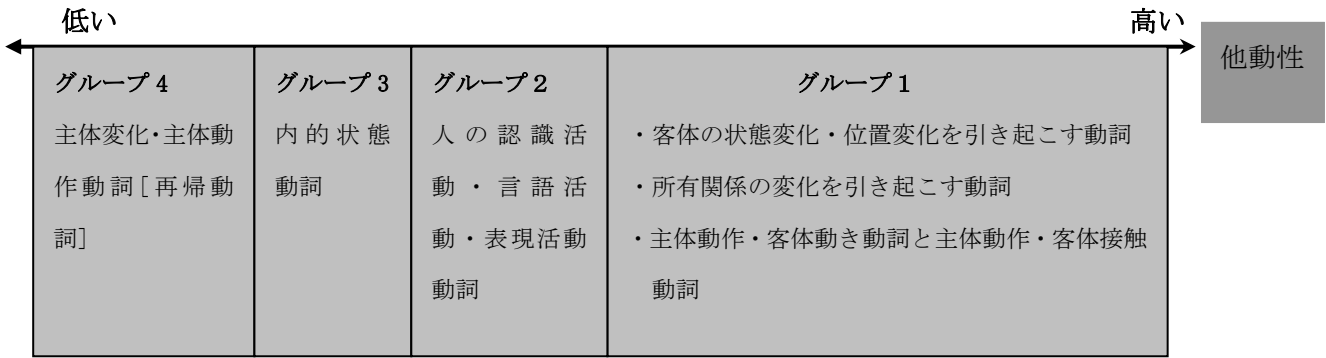 低い
高い
他動性
グループ 4
主体変化・主体動
作動詞［再帰動
詞］
グループ 3
内的状態
動詞
グループ 2
人の認識活
動・言語活
動・表現活動
動詞
グループ 1
・客体の状態変化・位置変化を引き起こす動詞
・所有関係の変化を引き起こす動詞
・主体動作・客体動き動詞と主体動作・客体接触
動詞